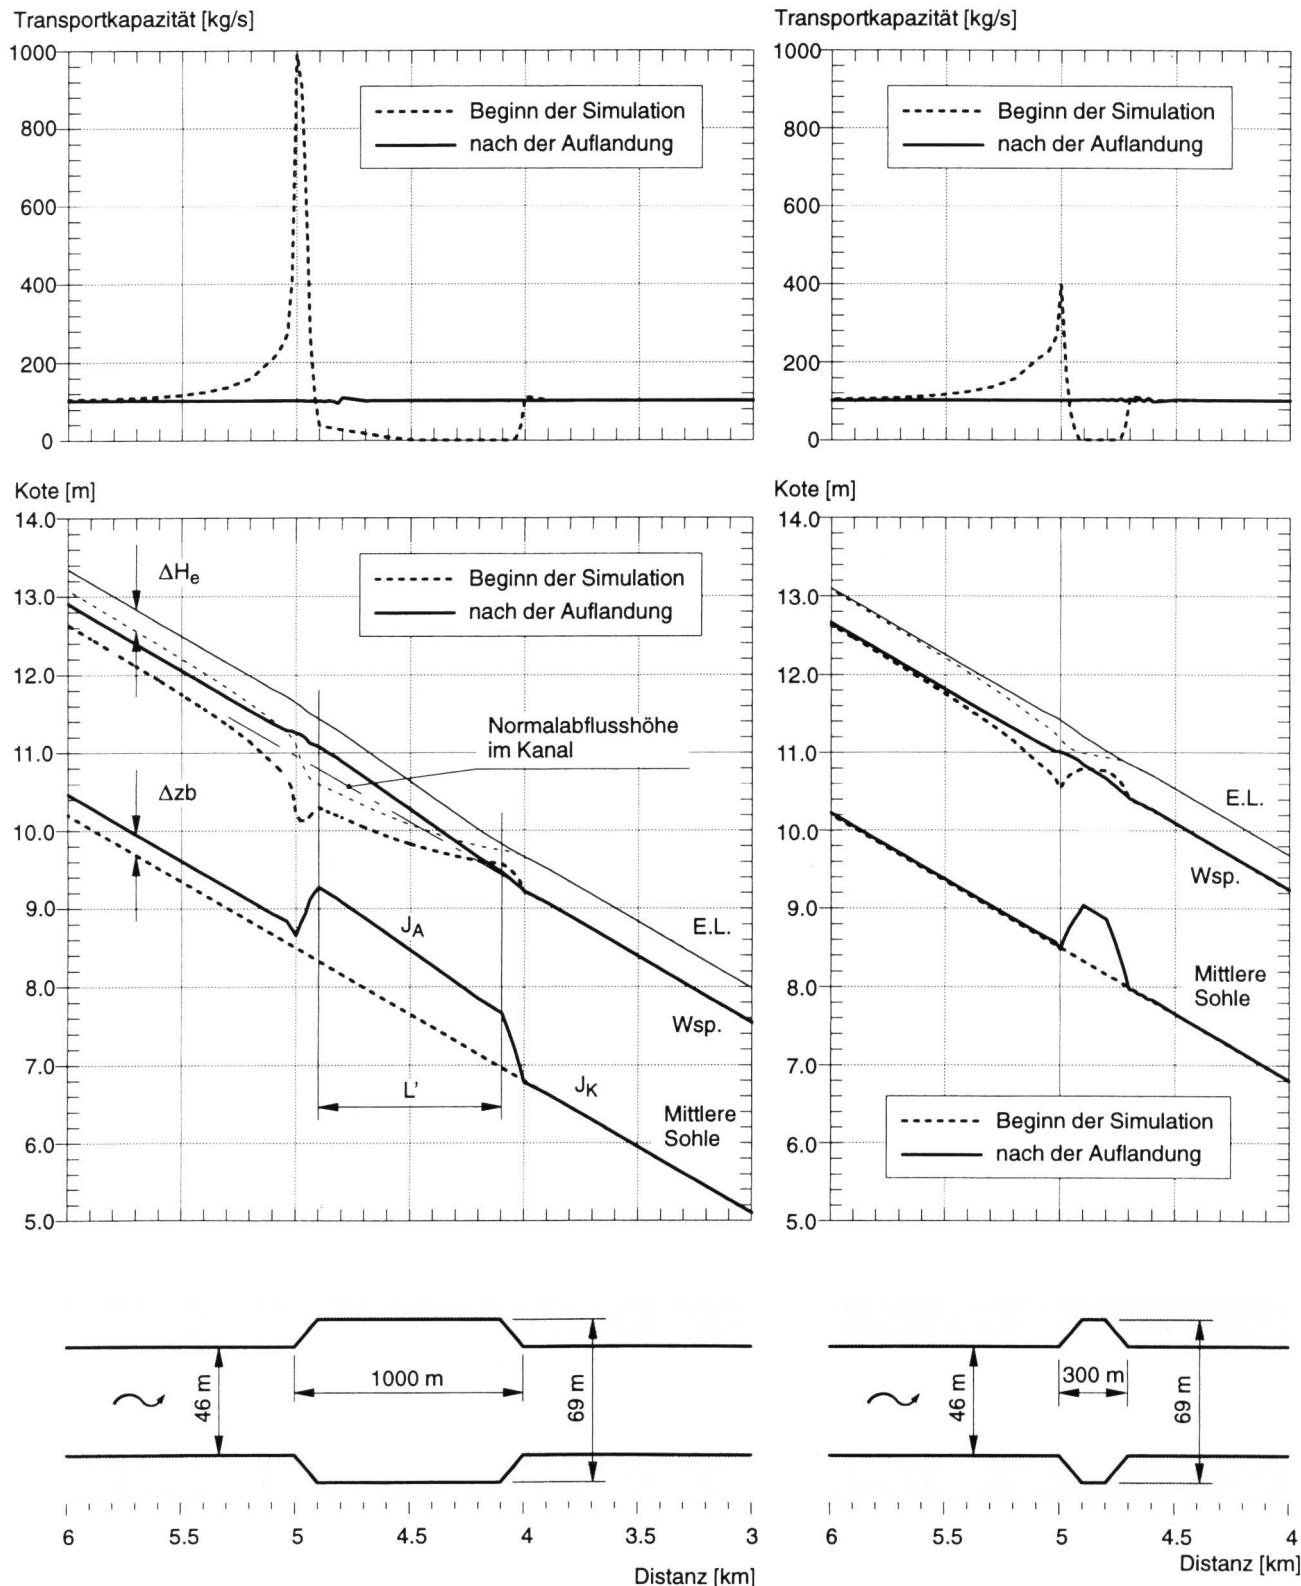 Transportkapazität [kg/s]
1000
800
600
400
200
0
Beginn der Simulation
nach der Auflandung
Transportkapazität [kg/s]
1000
800
600
400
200
0
Beginn der Simulation
nach der Auflandung
Kote [m]
14.0
13.0
12.0
11.0
10.0
9.0
8.0
7.0
6.0
5.0
Beginn der Simulation
nach der Auflandung
ΔHe
Normalabflusshöhe
im Kanal
Δzb
JA
E.L.
Wsp.
L'
JK
Mittlere
Sohle
Kote [m]
14.0
13.0
12.0
11.0
10.0
9.0
8.0
7.0
6.0
5.0
E.L.
Wsp.
Mittlere
Sohle
Beginn der Simulation
nach der Auflandung
46 m
1000 m
69 m
6 5.5 5 4.5 4 3.5 3
Distanz [km]
46 m
300 m
69 m
6 5.5 5 4.5 4
Distanz [km]